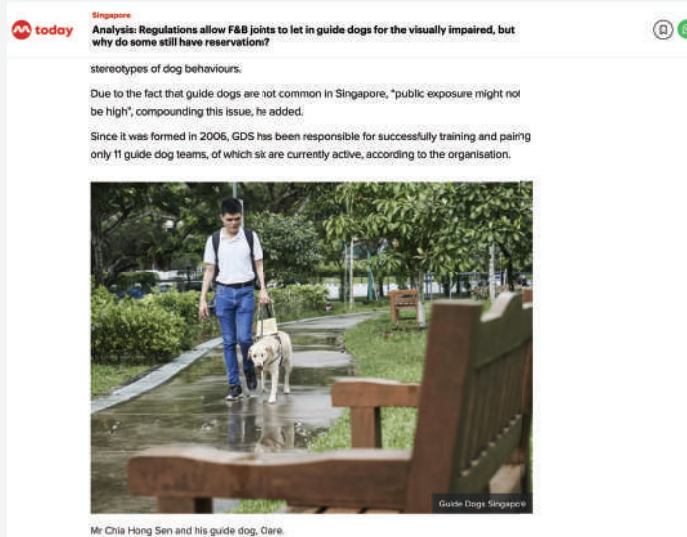 today
Singapore
Analysis: Regulations allow F&B joints to let in guide dogs for the visually impaired, but
why do some still have reservation?
stereotypes of dog behaviours.
Due to the fact that guide dogs are not common in Singapore, "public exposure might not
be high", compounding this issue, he added.
Since it was formed in 2006, GDS has been responsible for successfully training and pairing
only 11 guide dog teams, of which six are currently active, according to the organisation.
Guide Dogs Singapore
Mr Chia Hong Sen and his guide dog, Clare.